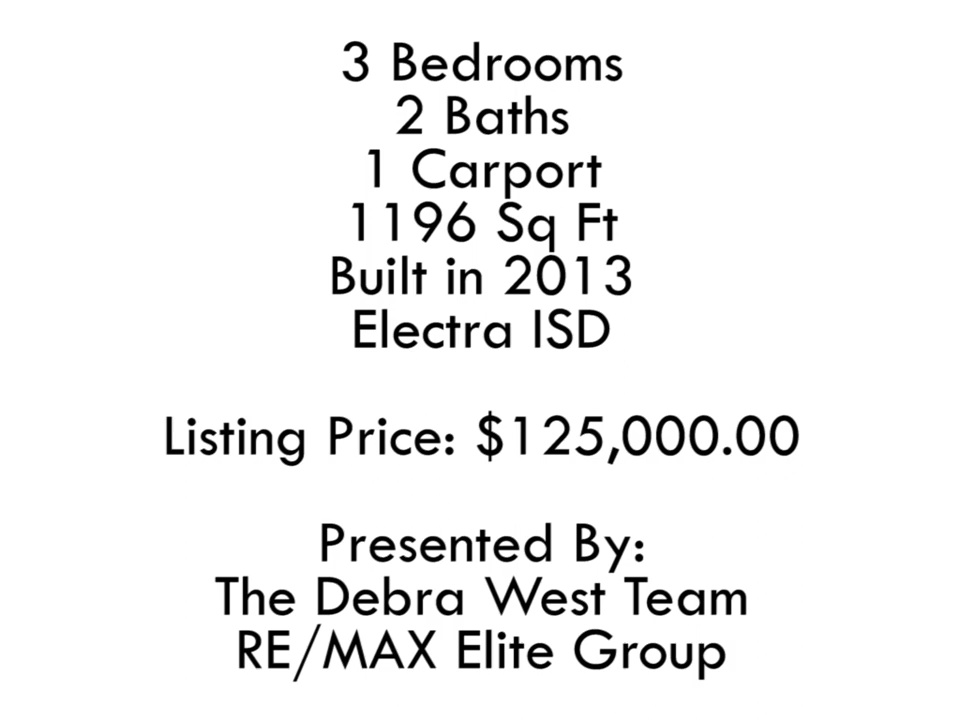 3 Bedrooms
2 Baths
1 Carport
1196 Sq Ft
Built in 2013
Electra ISD
Listing Price: $125,000.00
Presented By:
The Debra West Team
RE/MAX Elite Group